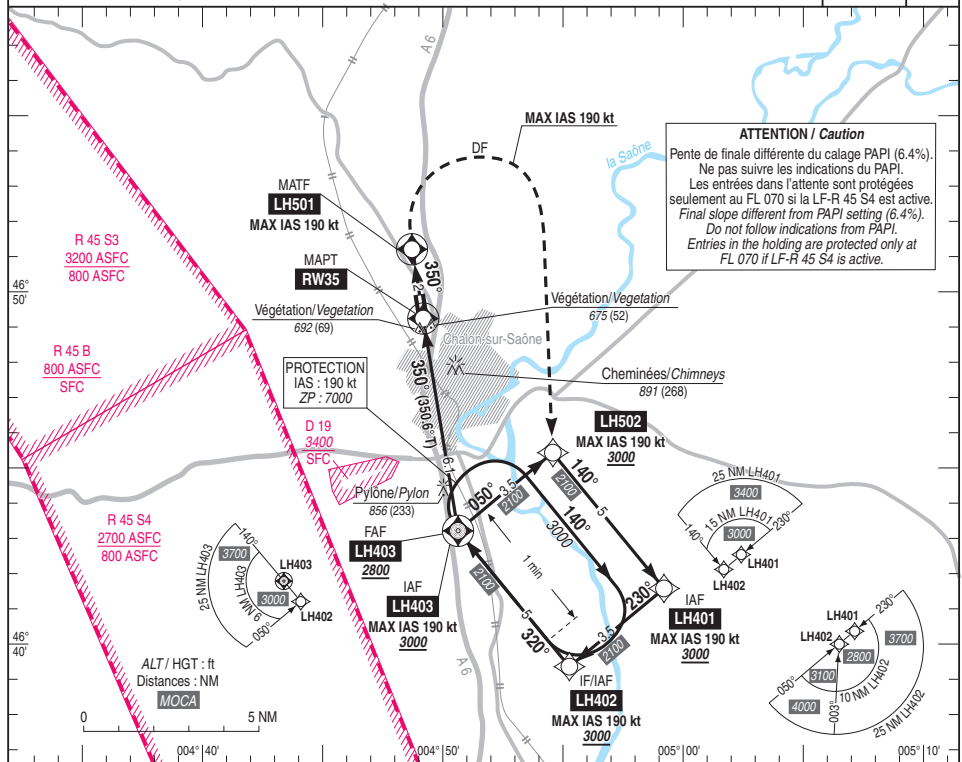 A 6
MAX IAS 190 kt
DF
la Saône
ATTENTION / Caution
Pente de finale différente du calage PAPI (6.4%).
Ne pas suivre les indications du PAPI.
Les entrées dans l'attente sont protégées
seulement au FL 070 si la LF-R 45 S4 est active.
Final slope different from PAPI setting (6.4%).
Do not follow indications from PAPI.
Entries in the holding are protected only at
FL 070 if LF-R 45 S4 is active.
MATF
LH501
MAX IAS 190 kt
350°
MAPT
RW35
R 45 S3
3200 ASFC
800 ASFC
46°
50'
Végétation/Vegetation
692 (69)
Végétation/Vegetation
675 (52)
Chalon-sur-Saône
R 45 B
800 ASFC
SFC
PROTECTION
IAS : 190 kt
ZP : 7000
350° (350.6°T)
6.1
Cheminées/Chimneys
891 (268)
D 19
3400
SFC
LH502
MAX IAS 190 kt
3000
Pylône/Pylon
856 (233)
050°
3.5
2100
140°
3000
2100
140°
5
25 NM LH401
3400
15 NM LH401
3000
140°
230°
LH401
LH402
R 45 S4
2700 ASFC
800 ASFC
FAF
LH403
2800
IAF
LH403
MAX IAS 190 kt
3000
1 min
2100
5
320°
230°
3.5
2100
IAF
LH401
MAX IAS 190 kt
3000
IF/IAF
LH402
MAX IAS 190 kt
3000
140°
3700
25 NM LH403
6 NM LH403
3000
050°
LH403
LH402
LH401
LH402
230°
3700
2800
3100
10 NM LH402
050°
4000
003°
25 NM LH402
46°
40'
ALT / HGT : ft
Distances : NM
MOCA
0
5 NM
A 6
004° 40'
004° 50'
005° 00'
005° 10'